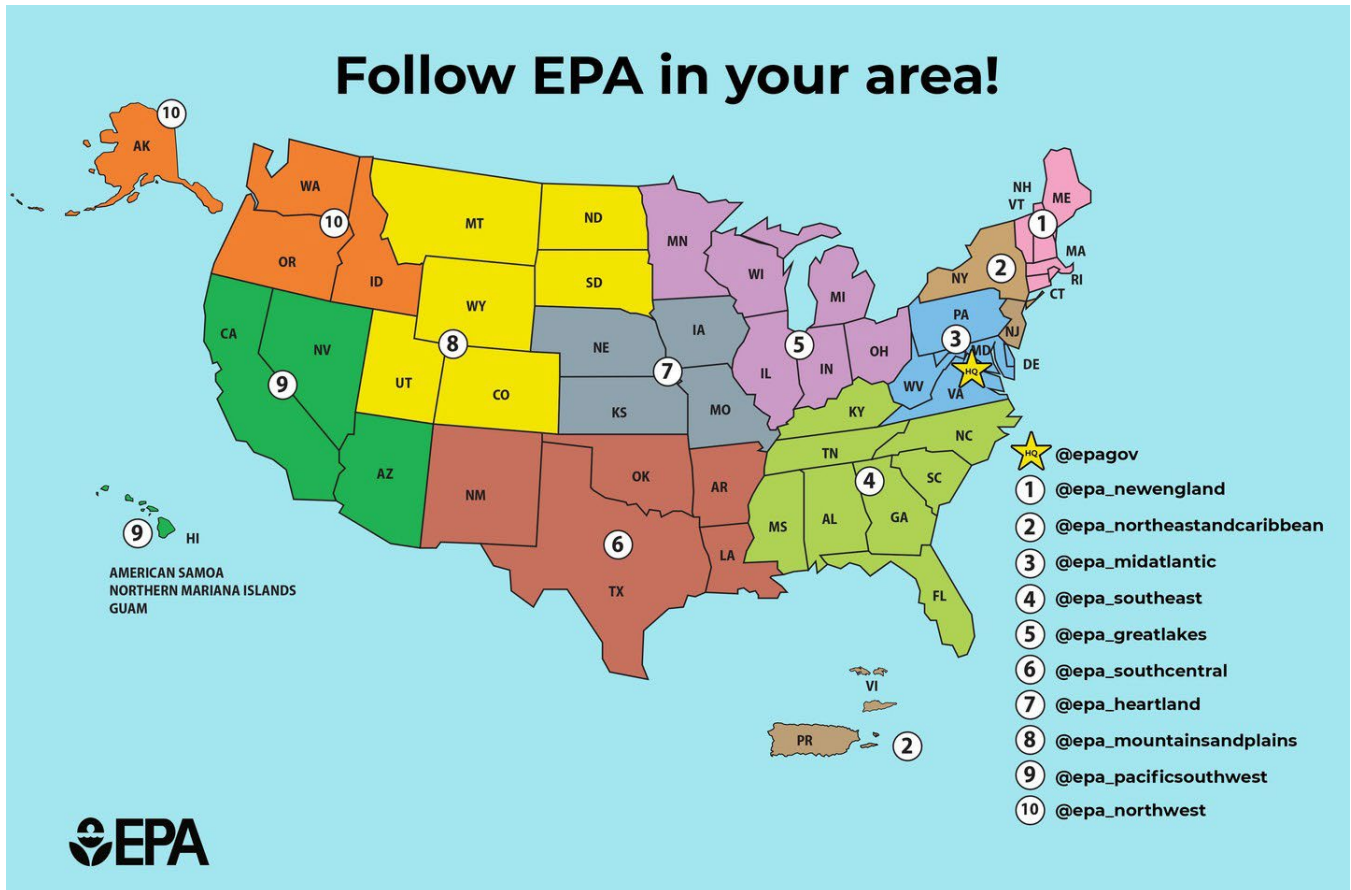 Follow EPA in your area!
10
AK
WA
10
OR
ID
MT
ND
SD
WY
8
UT
CO
CA
NV
9
AZ
9
HI
AMERICAN SAMOA
NORTHERN MARIANA ISLANDS
GUAM
NE
IA
7
KS
MO
NM
OK
AR
6
TX
LA
MN
WI
MI
5
IL
IN
OH
KY
TN
NC
4
SC
MS
AL
GA
FL
NH
VT
ME
1
MA
RI
CT
NY
2
NJ
PA
3
MD
DE
HQ
WV
VA
VI
PR
2
HQ @epagov
1 @epa_newengland
2 @epa_northeastandcaribbean
3 @epa_midatlantic
4 @epa_southeast
5 @epa_greatlakes
6 @epa_southcentral
7 @epa_heartland
8 @epa_mountainsandplains
9 @epa_pacificsouthwest
10 @epa_northwest
EPA